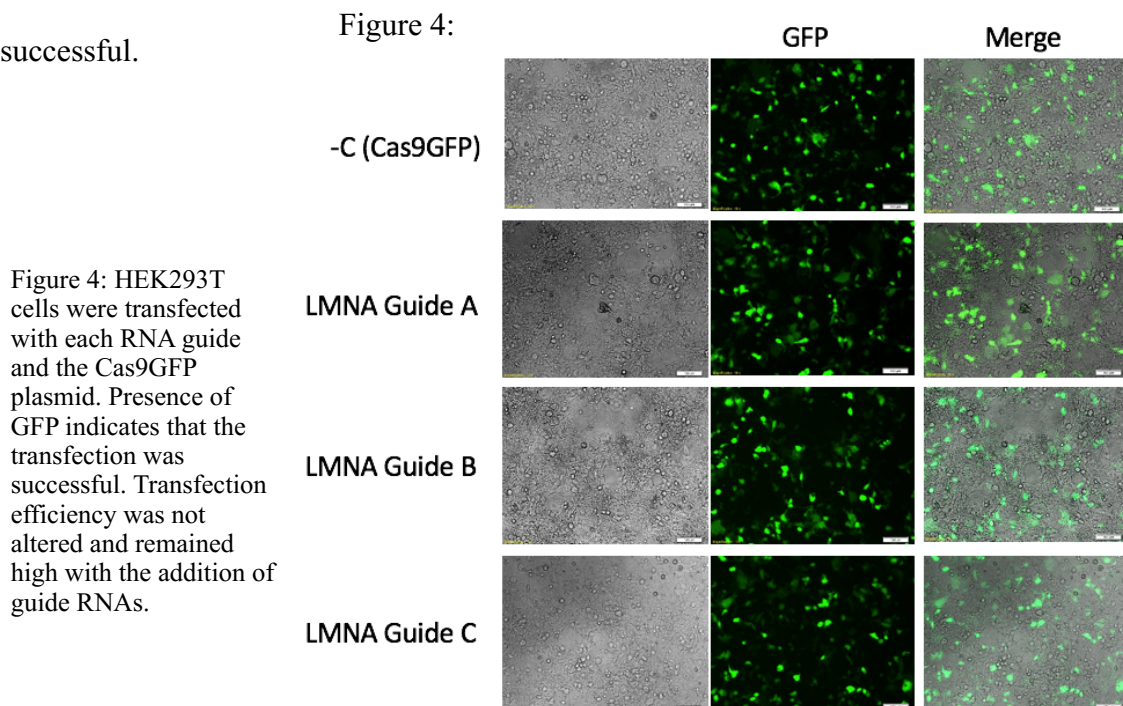 successful.
Figure 4:
GFP
Merge
-C (Cas9GFP)
LMNA Guide A
LMNA Guide B
LMNA Guide C
Figure 4: HEK293T
cells were transfected
with each RNA guide
and the Cas9GFP
plasmid. Presence of
GFP indicates that the
transfection was
successful. Transfection
efficiency was not
altered and remained
high with the addition of
guide RNAs.